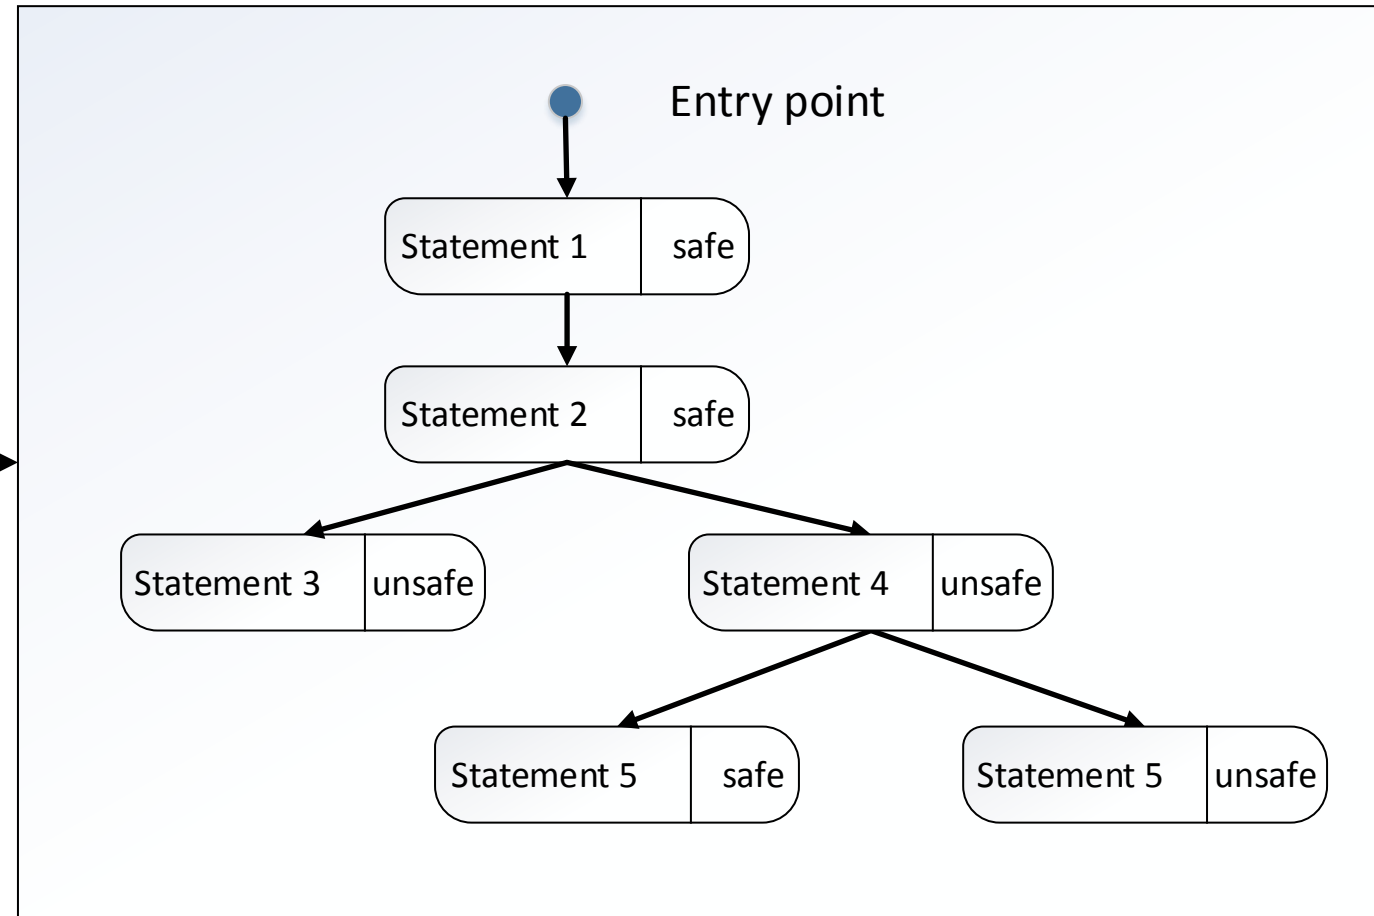 Entry point
Statement 1 safe
Statement 2 safe
Statement 3 unsafe
Statement 4 unsafe
Statement 5 safe
Statement 5 unsafe